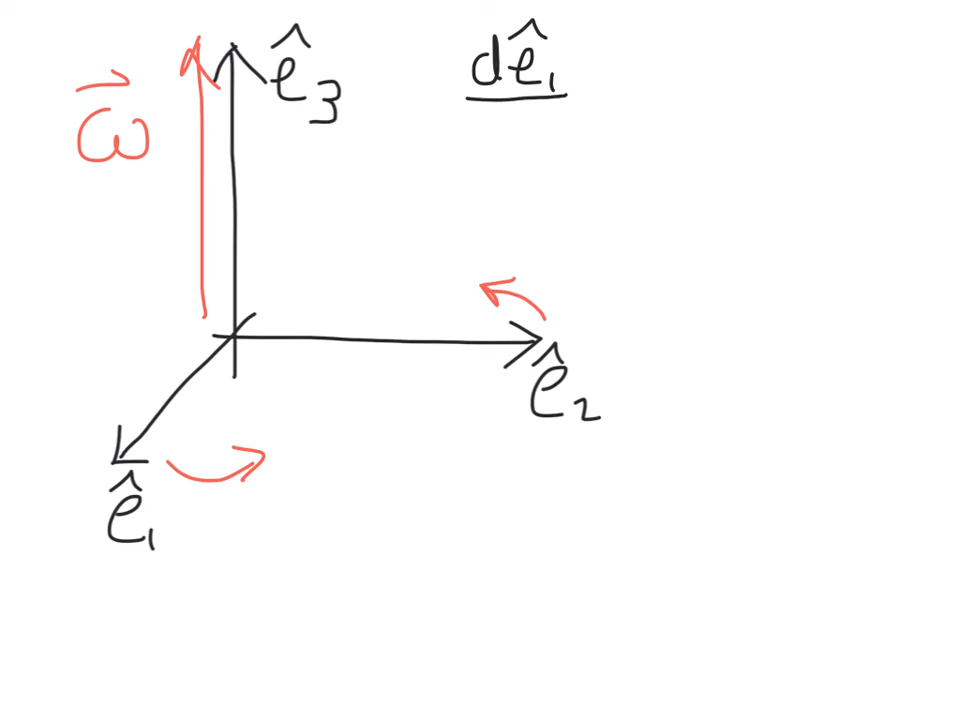 ê₃
dê₁
ω⃗
ê₂
ê₁